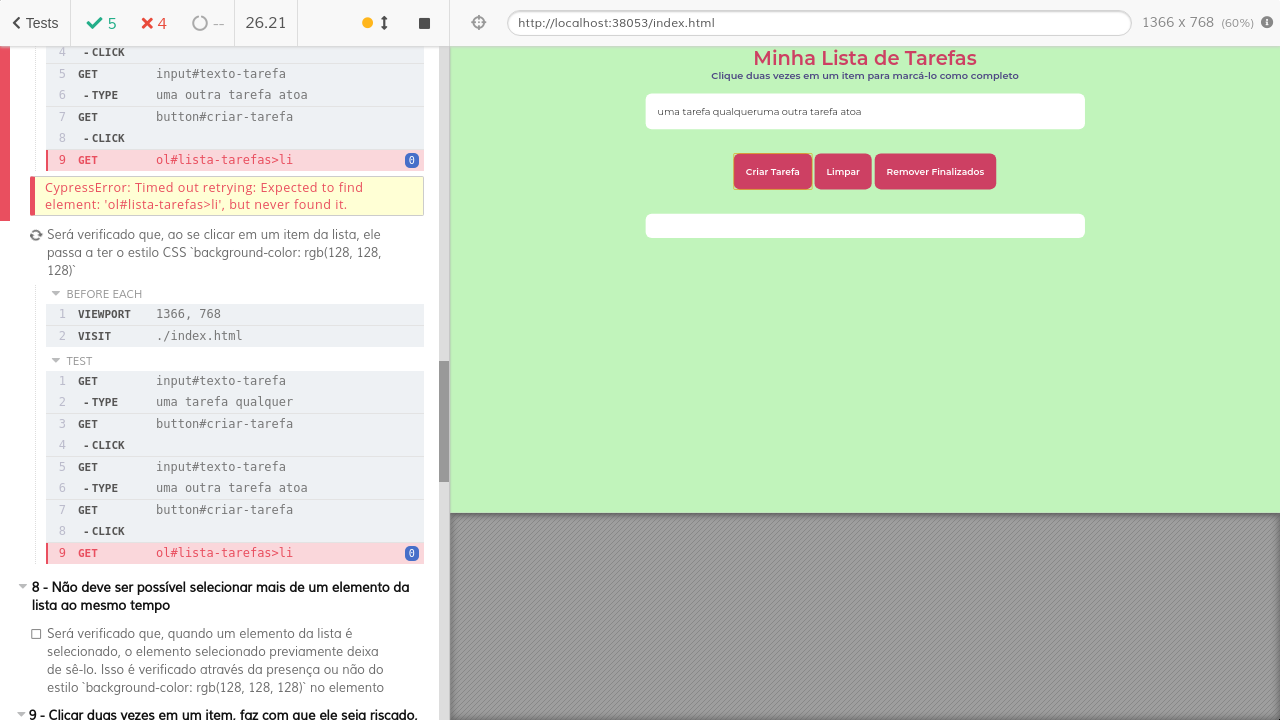 Tests
5
4
--
26.21
http://localhost:38053/index.html
1366 x 768 (60%)
4 - CLICK
5 GET input#texto-tarefa
6 - TYPE uma outra tarefa atoa
7 GET button#criar-tarefa
8 - CLICK
9 GET ol#lista-tarefas>li 0
CypressError: Timed out retrying: Expected to find
element: 'ol#lista-tarefas>li', but never found it.
Será verificado que, ao se clicar em um item da lista, ele
passa a ter o estilo CSS `background-color: rgb(128, 128,
128)`
BEFORE EACH
1 VIEWPORT 1366, 768
2 VISIT ./index.html
TEST
1 GET input#texto-tarefa
2 - TYPE uma tarefa qualquer
3 GET button#criar-tarefa
4 - CLICK
5 GET input#texto-tarefa
6 - TYPE uma outra tarefa atoa
7 GET button#criar-tarefa
8 - CLICK
9 GET ol#lista-tarefas>li 0
8 - Não deve ser possível selecionar mais de um elemento da
lista ao mesmo tempo
Será verificado que, quando um elemento da lista é
selecionado, o elemento selecionado previamente deixa
de sê-lo. Isso é verificado através da presença ou não do
estilo `background-color: rgb(128, 128, 128)` no elemento
9 - Clicar duas vezes em um item, faz com que ele seja riscado,
Minha Lista de Tarefas
Clique duas vezes em um item para marcá-lo como completo
uma tarefa qualqueruma outra tarefa atoa
Criar Tarefa
Limpar
Remover Finalizados